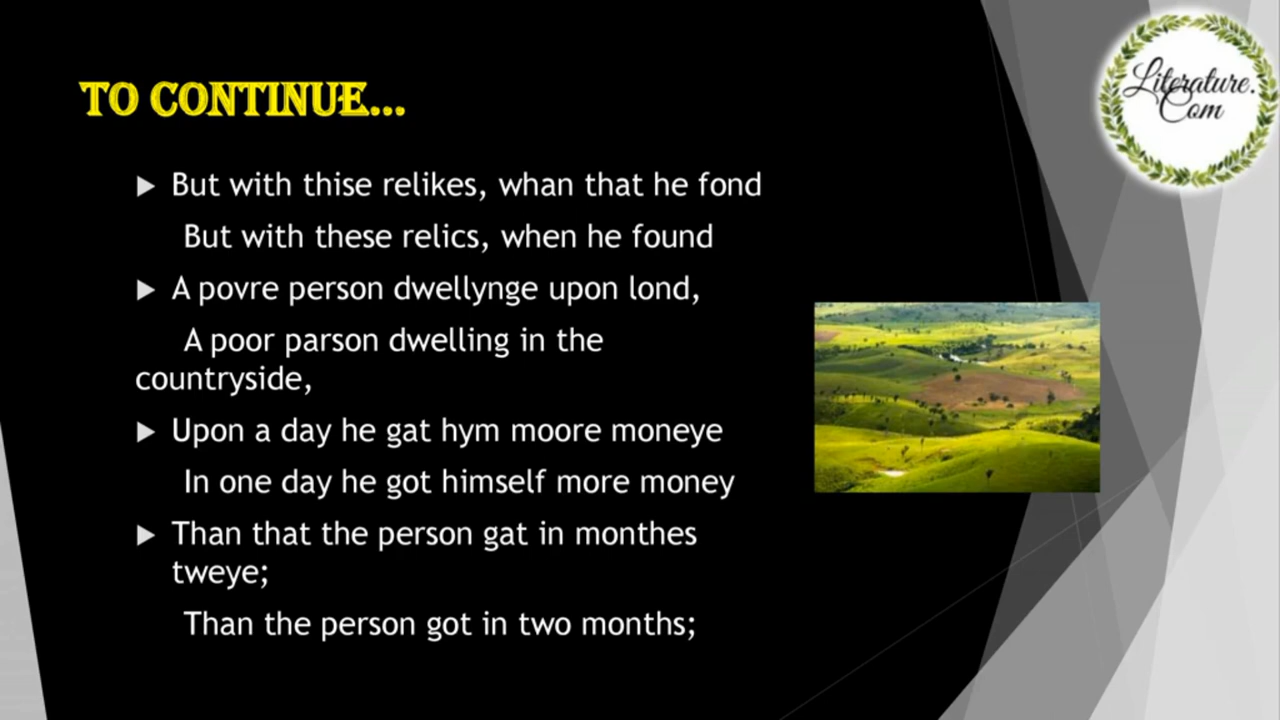 TO CONTINUE...
Literature.
Com
But with thise relikes, whan that he fond
But with these relics, when he found
A povre person dwellynge upon lond,
A poor parson dwelling in the
countryside,
Upon a day he gat hym moore moneye
In one day he got himself more money
Than that the person gat in monthes
tweye;
Than the person got in two months;